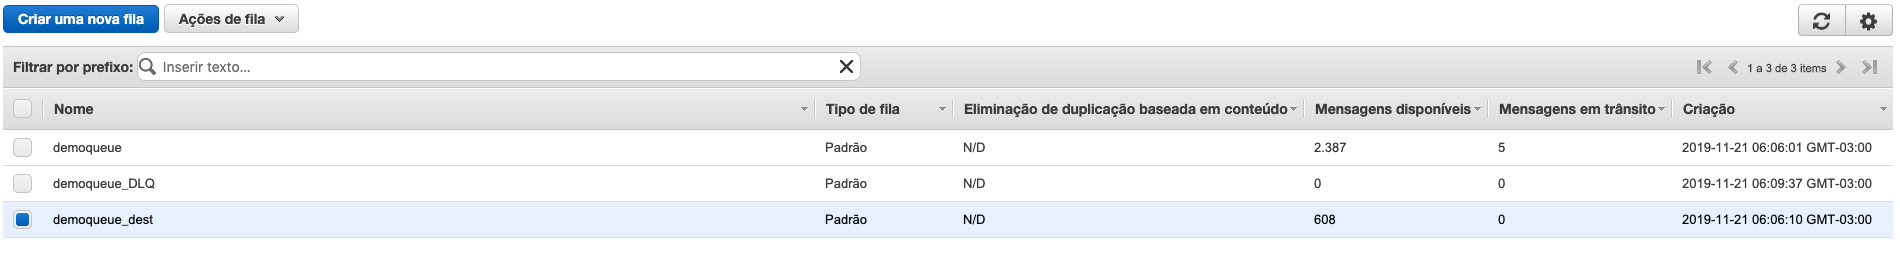 Criar uma nova fila Ações de fila
Filtrar por prefixo: Inserir texto... 1 a 3 de 3 items
Nome Tipo de fila Eliminação de duplicação baseada em conteúdo Mensagens disponíveis Mensagens em trânsito Criação
demoqueue Padrão N/D 2.387 5 2019-11-21 06:06:01 GMT-03:00
demoqueue_DLQ Padrão N/D 0 0 2019-11-21 06:09:37 GMT-03:00
demoqueue_dest Padrão N/D 608 0 2019-11-21 06:06:10 GMT-03:00